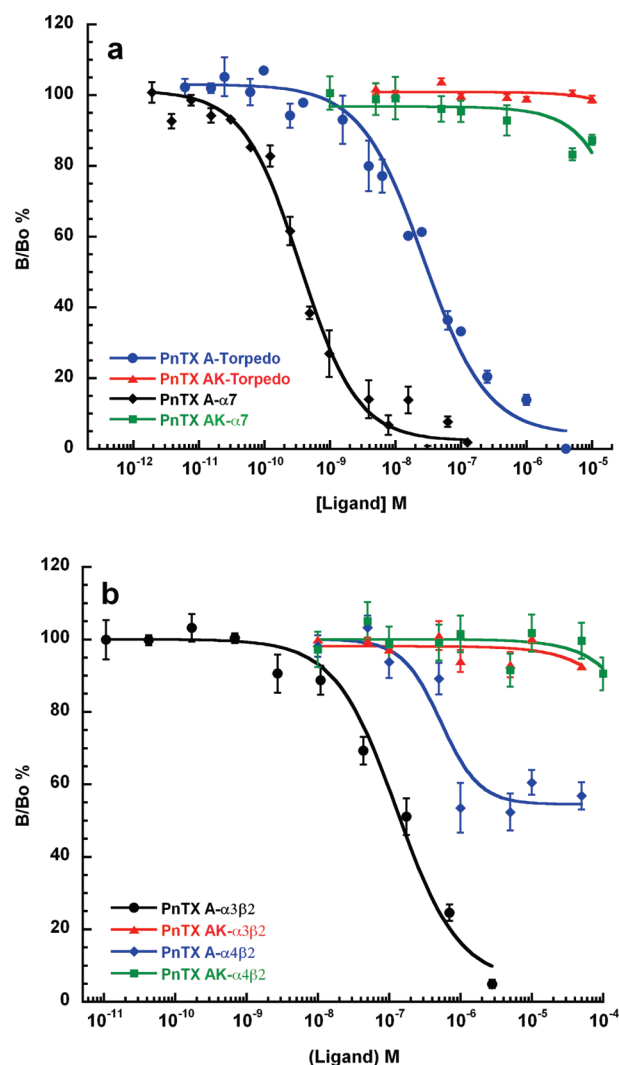 a
B/Bo %
120
100
80
60
40
20
0
PnTX A-Torpedo
PnTX AK-Torpedo
PnTX A-α7
PnTX AK-α7
10⁻¹² 10⁻¹¹ 10⁻¹⁰ 10⁻⁹ 10⁻⁸ 10⁻⁷ 10⁻⁶ 10⁻⁵
[Ligand] M
b
B/Bo %
120
100
80
60
40
20
0
PnTX A-α3β2
PnTX AK-α3β2
PnTX A-α4β2
PnTX AK-α4β2
10⁻¹¹ 10⁻¹⁰ 10⁻⁹ 10⁻⁸ 10⁻⁷ 10⁻⁶ 10⁻⁵ 10⁻⁴
(Ligand) M